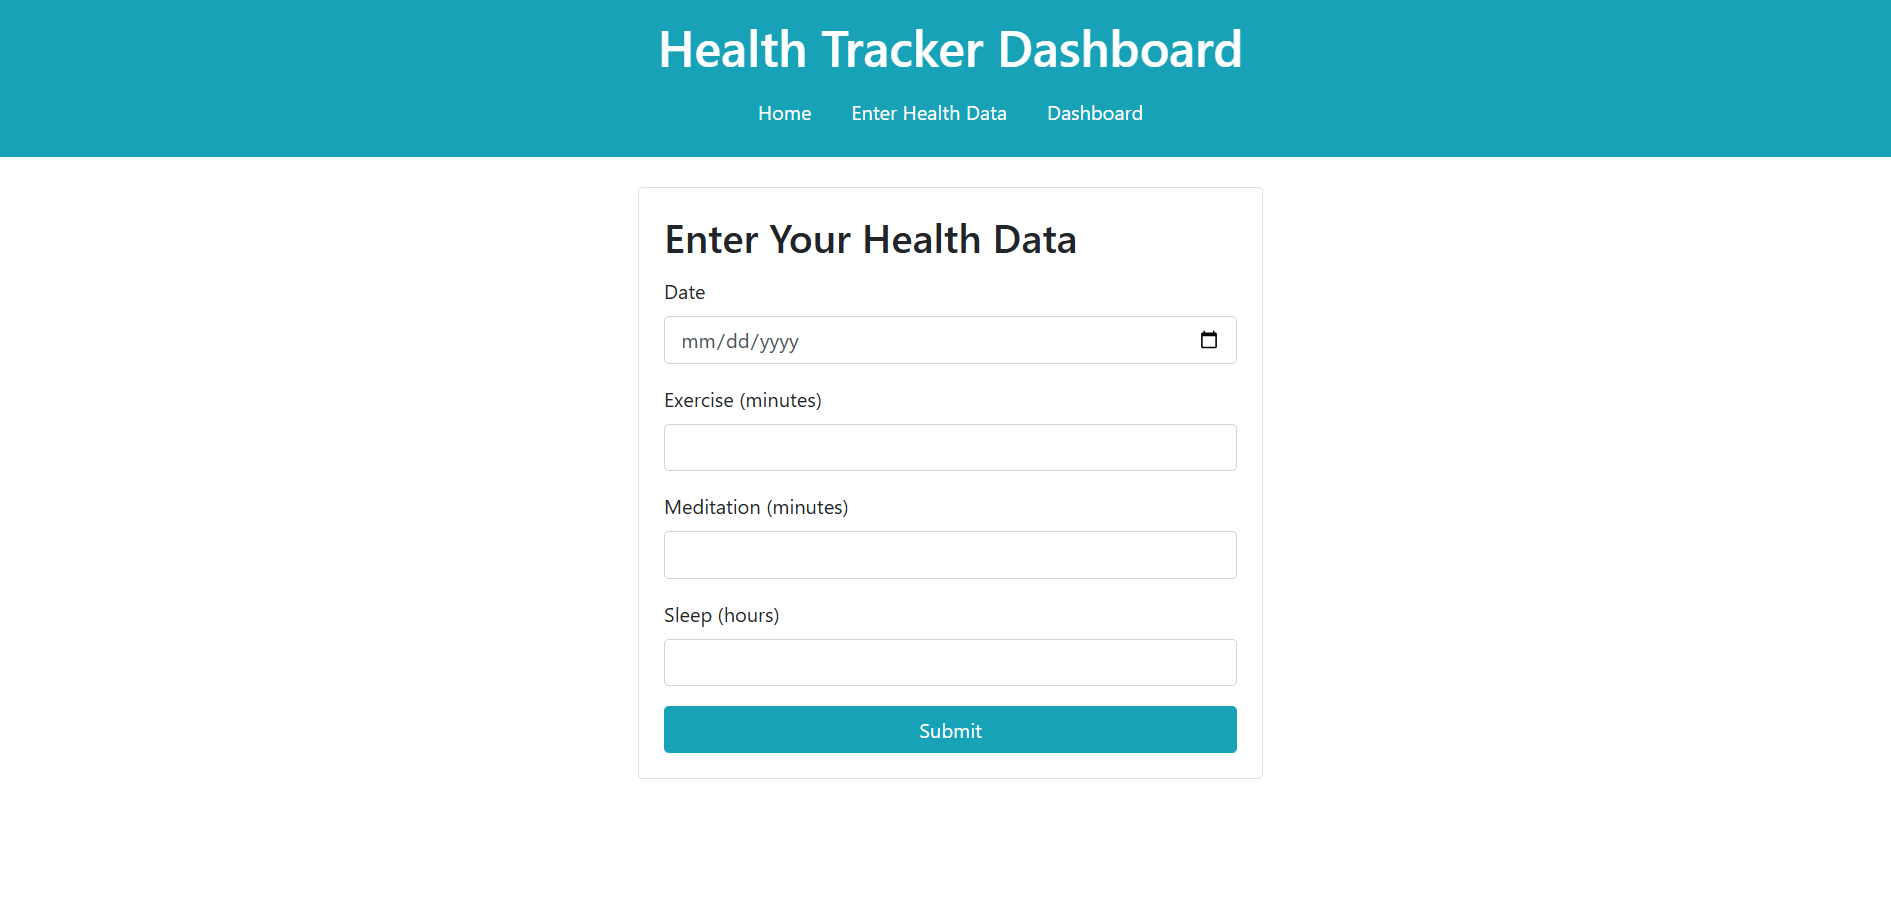 Health Tracker Dashboard
Home Enter Health Data Dashboard
Enter Your Health Data
Date
mm/dd/yyyy
Exercise (minutes)
Meditation (minutes)
Sleep (hours)
Submit